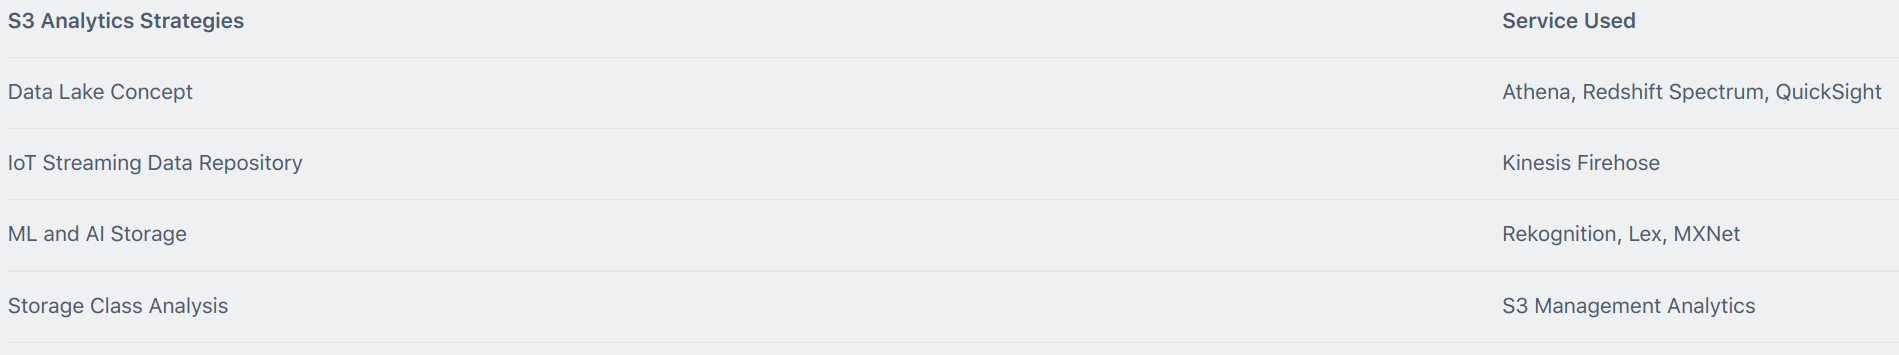 S3 Analytics Strategies Service Used
Data Lake Concept Athena, Redshift Spectrum, QuickSight
IoT Streaming Data Repository Kinesis Firehose
ML and AI Storage Rekognition, Lex, MXNet
Storage Class Analysis S3 Management Analytics